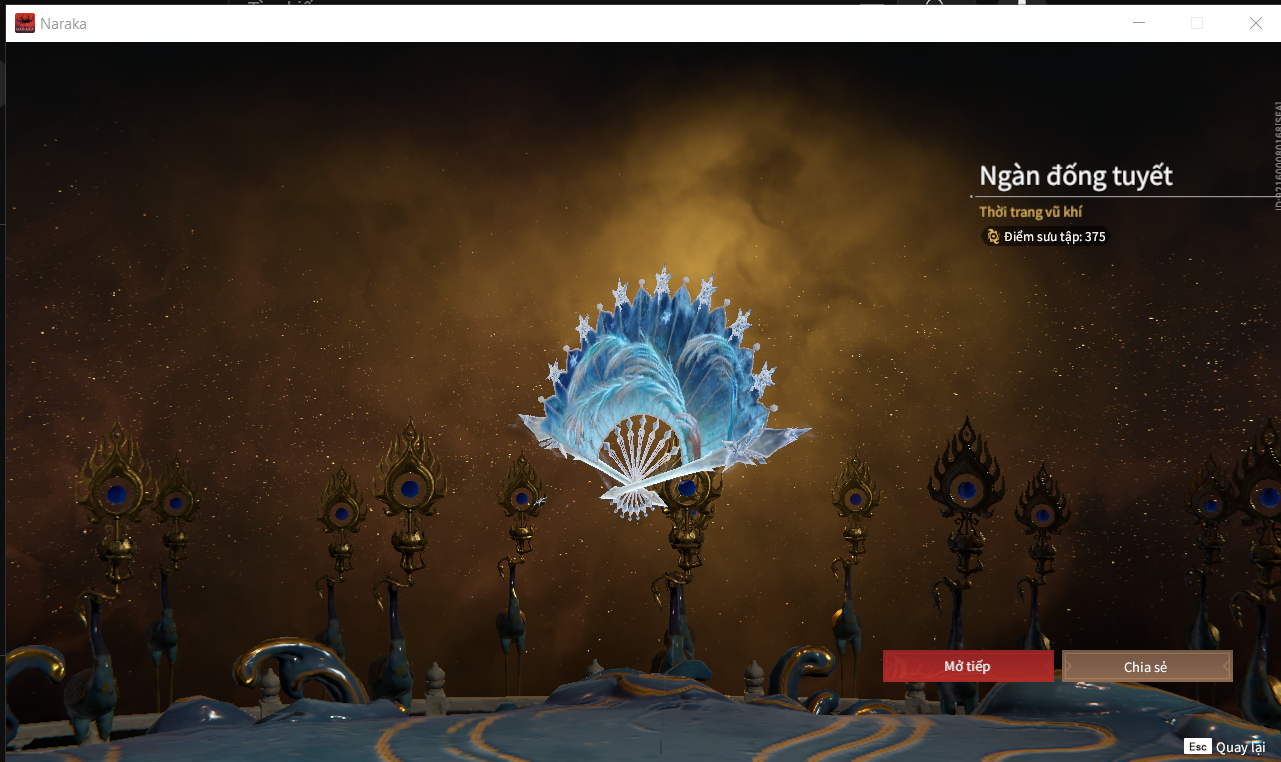 Naraka
Ngàn đống tuyết
Thời trang vũ khí
Điểm sưu tập: 375
Mở tiếp
Chia sẻ
Esc Quay lại